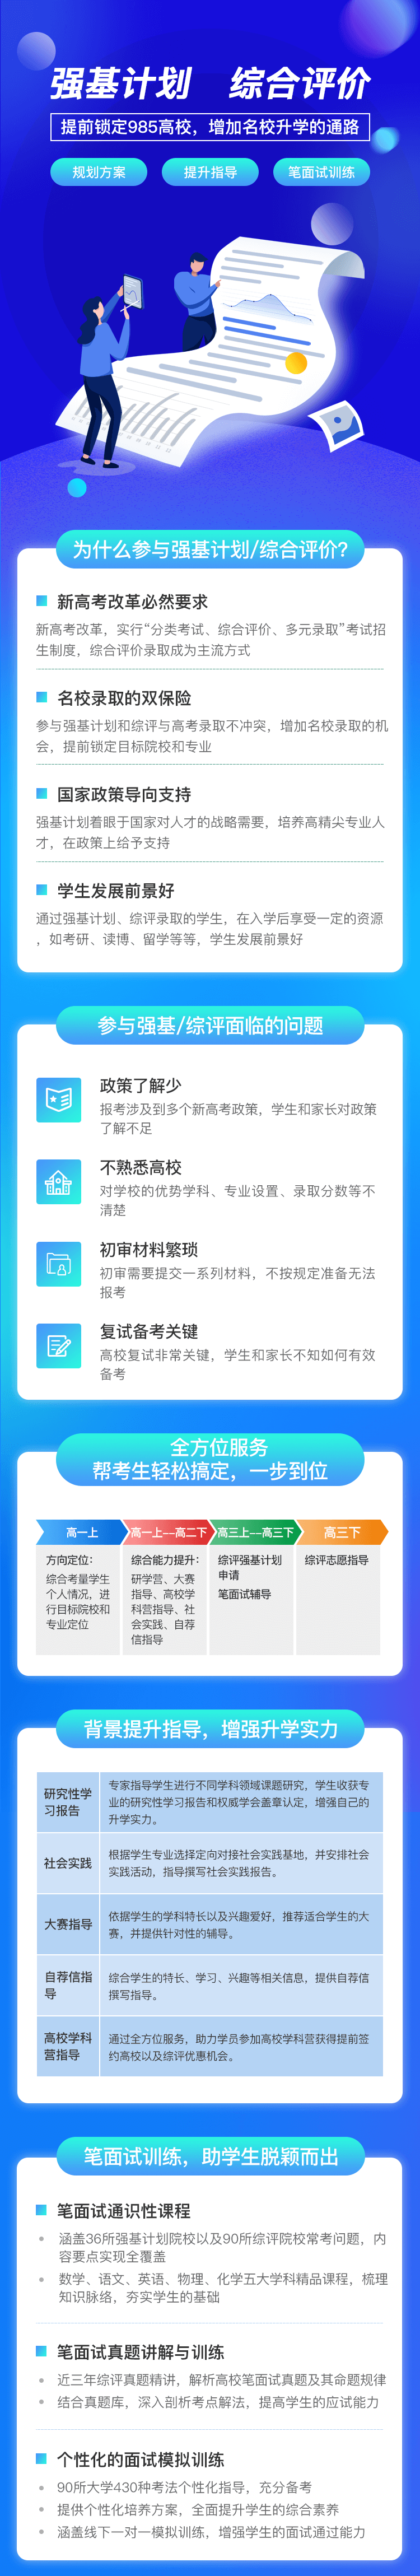 强基计划 综合评价
提前锁定985高校，增加名校升学的通路
规划方案 提升指导 笔面试训练
为什么参与强基计划/综合评价?
新高考改革必然要求
新高考改革，实行“分类考试、综合评价、多元录取”考试招
生制度，综合评价录取成为主流方式
名校录取的双保险
参与强基计划和综评与高考录取不冲突，增加名校录取的机
会，提前锁定目标院校和专业
国家政策导向支持
强基计划着眼于国家对人才的战略需要，培养高精尖专业人
才，在政策上给予支持
学生发展前景好
通过强基计划、综评录取的学生，在入学后享受一定的资源
，如考研、读博、留学等等，学生发展前景好
参与强基/综评面临的问题
政策了解少
报考涉及到多个新高考政策，学生和家长对政策
了解不足
不熟悉高校
对学校的优势学科、专业设置、录取分数等不
清楚
初审材料繁琐
初审需要提交一系列材料，不按规定准备无法
报考
复试备考关键
高校复试非常关键，学生和家长不知如何有效
备考
全方位服务
帮考生轻松搞定，一步到位
高一上
方向定位：
综合考量学生
个人情况，进
行目标院校和
专业定位
高一上--高二下
综合能力提升：
研学营、大赛
指导、高校学
科营指导、社
会实践、自荐
信指导
高三上--高三下
综评强基计划
申请
笔面试辅导
高三下
综评志愿指导
背景提升指导，增强升学实力
研究性学
习报告
专家指导学生进行不同学科领域课题研究，学生收获专
业的研究性学习报告和权威学会盖章认定，增强自己的
升学实力。
社会实践
根据学生专业选择定向对接社会实践基地，并安排社会
实践活动，指导撰写社会实践报告。
大赛指导
依据学生的学科特长以及兴趣爱好，推荐适合学生的大
赛，并提供针对性的辅导。
自荐信指
导
综合学生的特长、学习、兴趣等相关信息，提供自荐信
撰写指导。
高校学科
营指导
通过全方位服务，助力学员参加高校学科营获得提前签
约高校以及综评优惠机会。
笔面试训练，助学生脱颖而出
笔面试通识性课程
涵盖36所强基计划院校以及90所综评院校常考问题，内
容要点实现全覆盖
数学、语文、英语、物理、化学五大学科精品课程，梳理
知识脉络，夯实学生的基础
笔面试真题讲解与训练
近三年综评真题精讲，解析高校笔面试真题及其命题规律
结合真题库，深入剖析考点解法，提高学生的应试能力
个性化的面试模拟训练
90所大学430种考法个性化指导，充分备考
提供个性化培养方案，全面提升学生的综合素养
涵盖线下一对一模拟训练，增强学生的面试通过能力